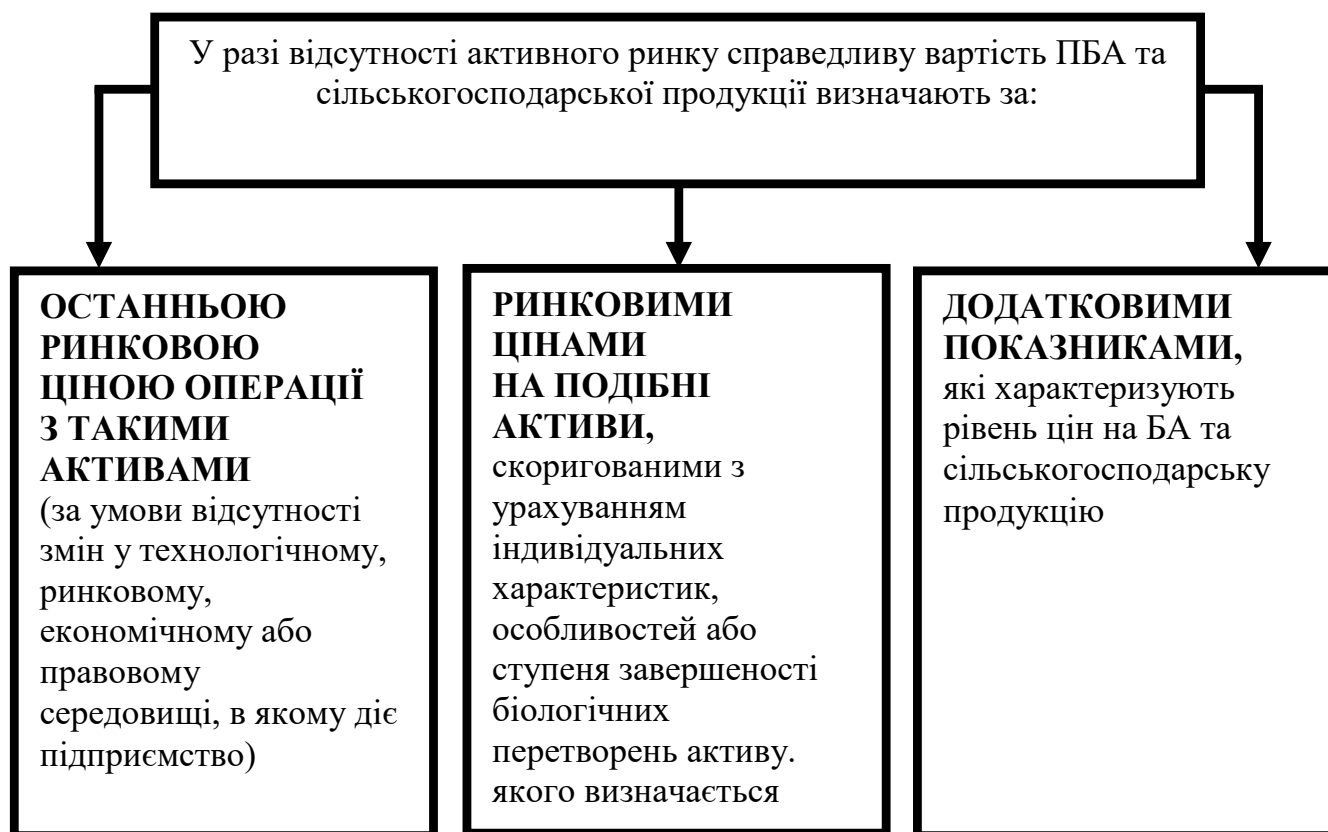 У разі відсутності активного ринку справедливу вартість ПБА та
сільськогосподарської продукції визначають за:
ОСТАННЬОЮ
РИНКОВОЮ
ЦІНОЮ ОПЕРАЦІЇ
З ТАКИМИ
АКТИВАМИ
(за умови відсутності
змін у технологічному,
ринковому,
економічному або
правовому
середовищі, в якому діє
підприємство)
РИНКОВИМИ
ЦІНАМИ
НА ПОДІБНІ
АКТИВИ,
скоригованими з
урахуванням
індивідуальних
характеристик,
особливостей або
ступеня завершеності
біологічних
перетворень активу.
якого визначається
ДОДАТКОВИМИ
ПОКАЗНИКАМИ,
які характеризують
рівень цін на БА та
сільськогосподарську
продукцію